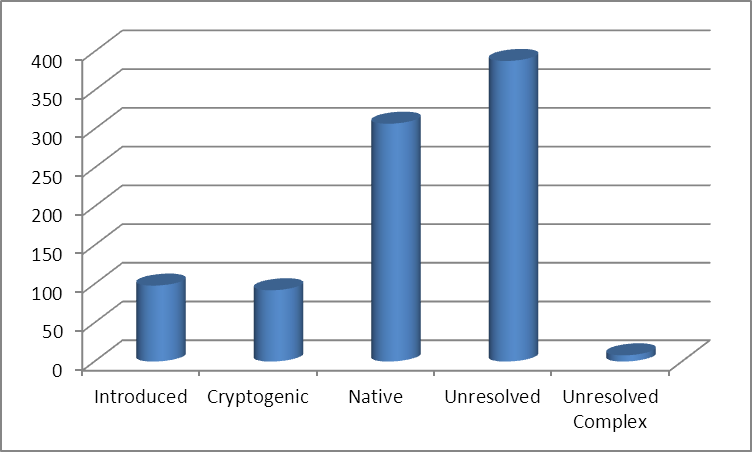 400
350
300
250
200
150
100
50
0
Introduced
Cryptogenic
Native
Unresolved
Unresolved
Complex